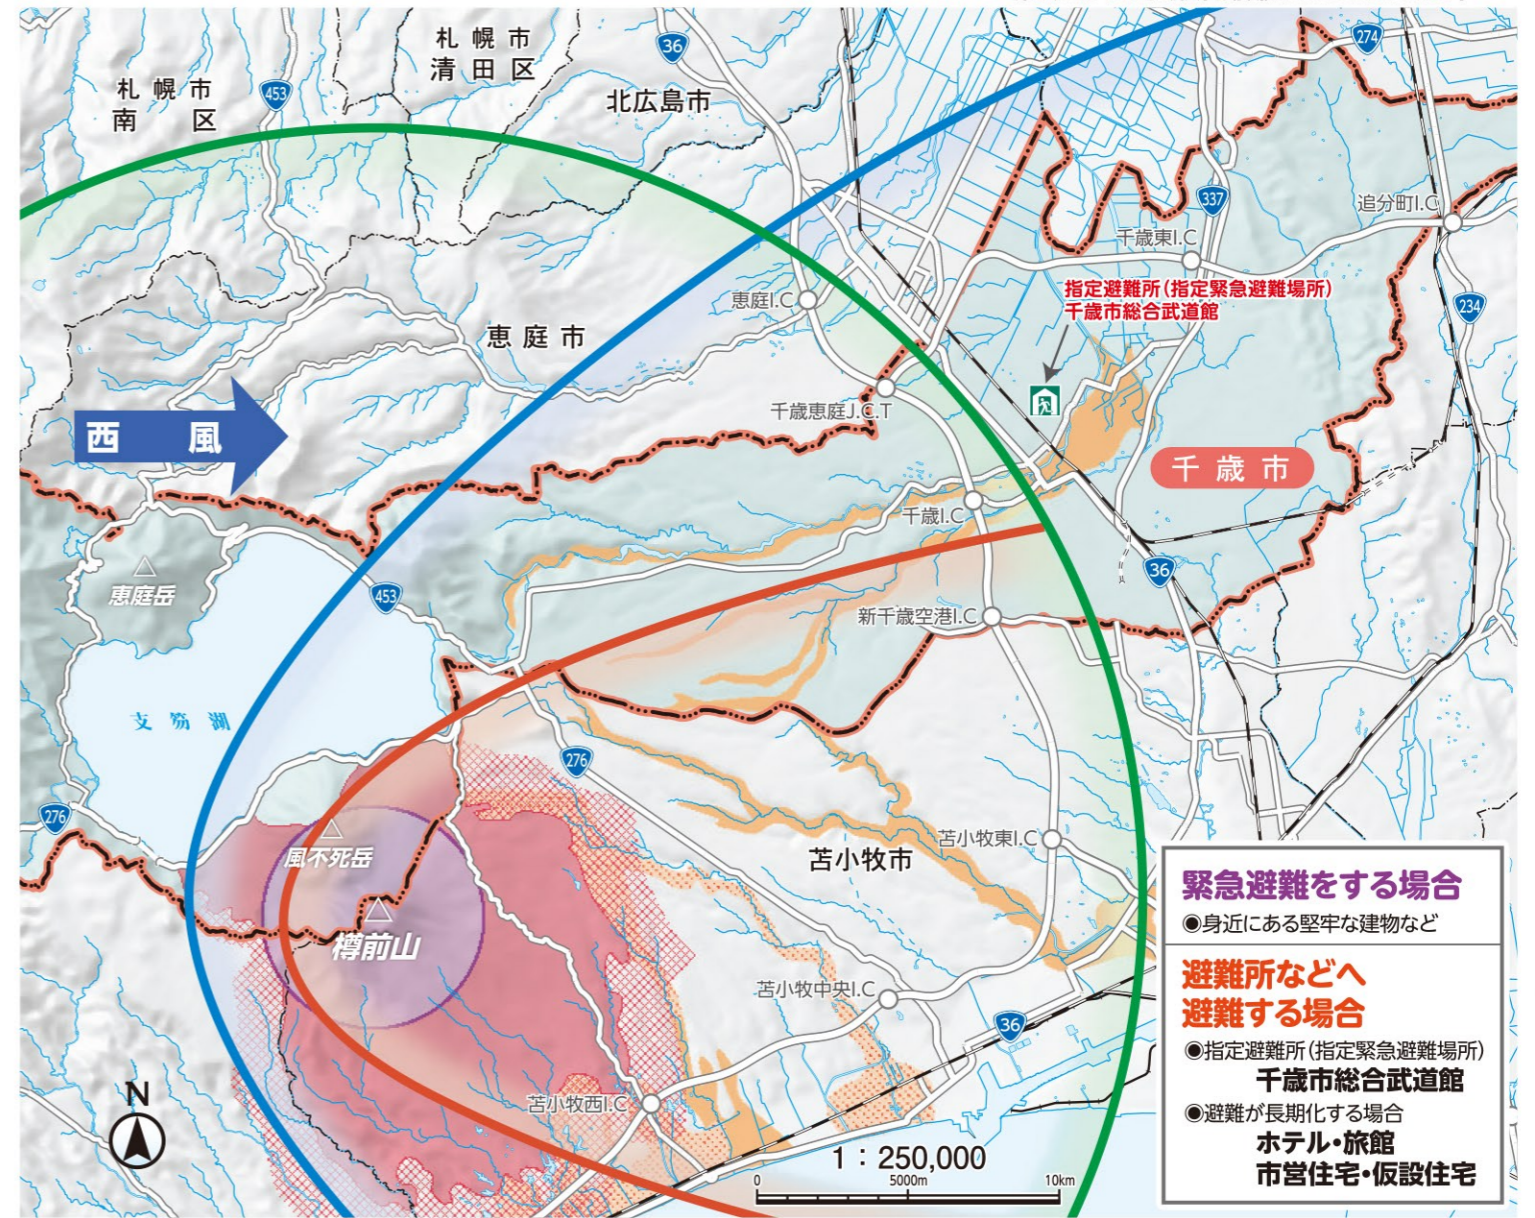 札幌市
清田区
36
274
札幌市
南区
453
北広島市
337
追分町I.C
千歳東I.C
指定避難所(指定緊急避難場所)
千歳市総合武道館
恵庭I.C
234
恵庭市
千歳恵庭J.C.T
西風
千歳市
千歳I.C
36
恵庭岳
453
新千歳空港I.C
支笏湖
276
276
苫小牧東I.C
風不死岳
苫小牧市
樽前山
苫小牧中央I.C
36
苫小牧西I.C
緊急避難をする場合
●身近にある堅牢な建物など
避難所などへ
避難する場合
●指定避難所(指定緊急避難場所)
千歳市総合武道館
●避難が長期化する場合
ホテル・旅館
市営住宅・仮設住宅
N
1:250,000
0 5000m 10km